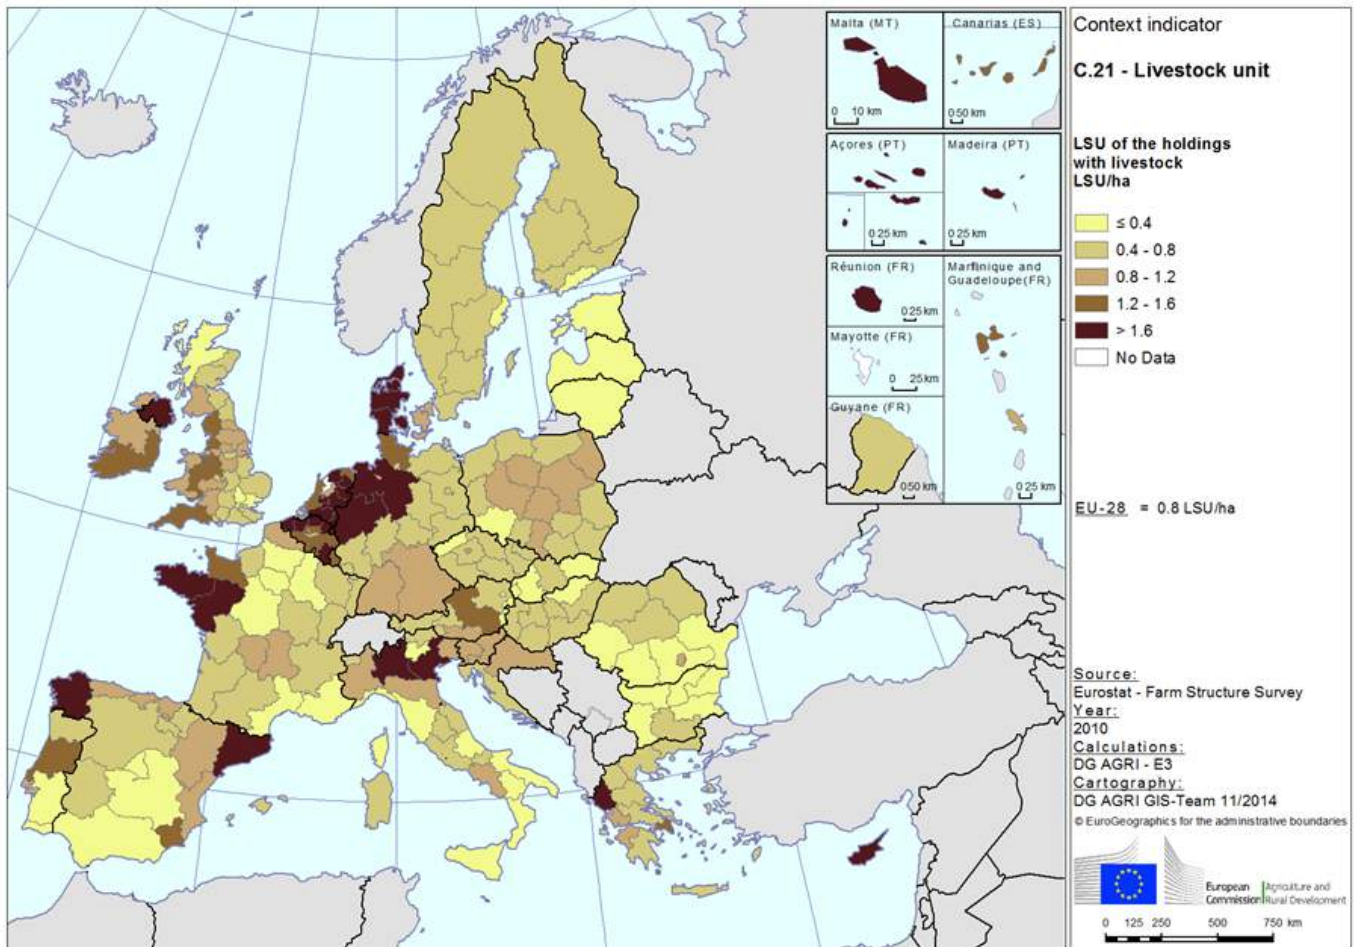 Malta (MT)
0 10 km
Canarias (ES)
0 50 km
Açores (PT)
0 25 km
Madeira (PT)
0 25 km
Réunion (FR)
0 25 km
Martinique and
Guadeloupe(FR)
0 25 km
Mayotte (FR)
0 25km
Guyane (FR)
0 50 km
Context indicator
C.21 - Livestock unit
LSU of the holdings
with livestock
LSU/ha
≤ 0.4
0.4 - 0.8
0.8 - 1.2
1.2 - 1.6
> 1.6
No Data
EU-28 = 0.8 LSU/ha
Source:
Eurostat - Farm Structure Survey
Year:
2010
Calculations:
DG AGRI - E3
Cartography:
DG AGRI GIS-Team 11/2014
© EuroGeographics for the administrative boundaries
European
Commission
Agriculture and
Rural Development
0 125 250 500 750 km